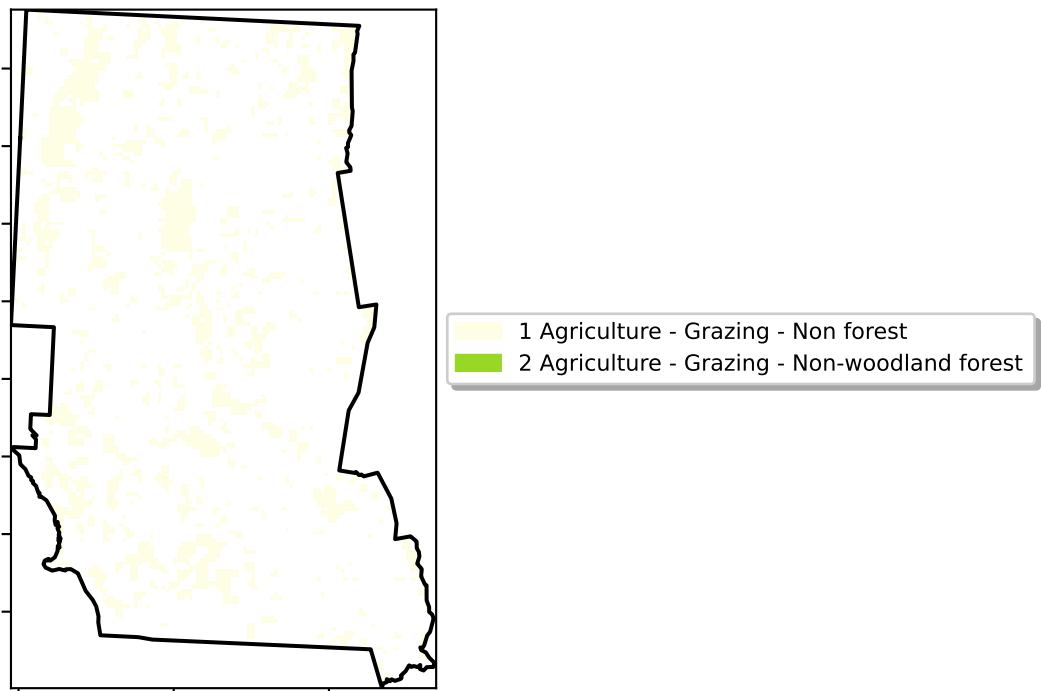 1 Agriculture - Grazing - Non forest
2 Agriculture - Grazing - Non-woodland forest